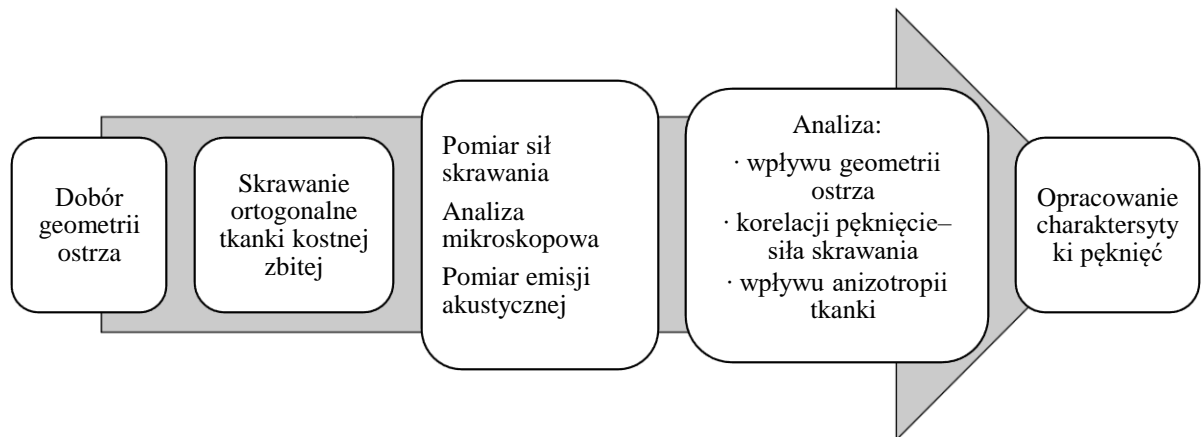 Dobór
geometrii
ostrza
Skrawanie
ortogonalne
tkanki kostnej
zbitej
Pomiar sił
skrawania
Analiza
mikroskopowa
Pomiar emisji
akustycznej
Analiza:
· wpływu geometrii
ostrza
· korelacji pęknięcie–
siła skrawania
· wpływu anizotropii
tkanki
Opracowanie
charaktersyty
ki pęknięć